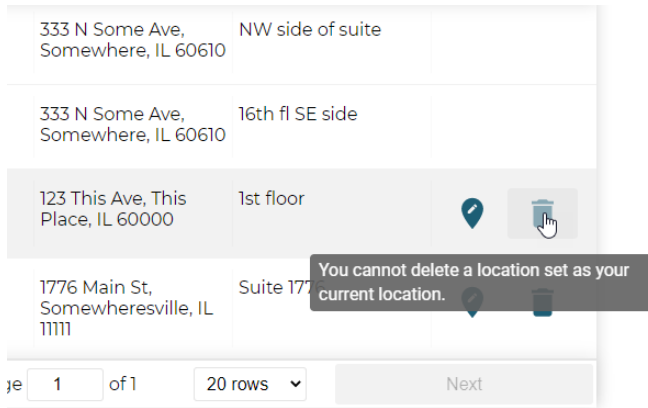 333 N Some Ave, NW side of suite
Somewhere, IL 60610
333 N Some Ave, 16th fl SE side
Somewhere, IL 60610
123 This Ave, This 1st floor
Place, IL 60000
You cannot delete a location set as your
current location.
1776 Main St, Suite 177
Somewheresville, IL
11111
1 of 1 20 rows Next